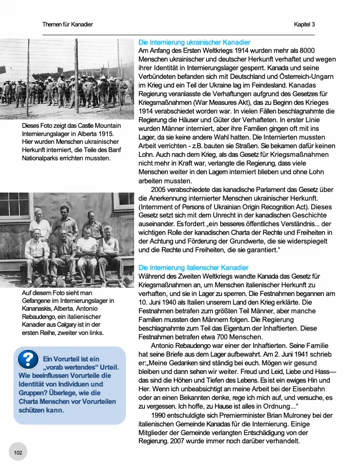 Themen für Kanadier
Kapitel 3
Die Internierung ukrainischer Kanadier
Am Anfang des Ersten Weltkriegs 1914 wurden mehr als 8000
Menschen ukrainischer und deutscher Herkunft verhaftet und wegen
ihrer Identität in Internierungslager gesperrt. Kanada und seine
Verbündeten befanden sich mit Deutschland und Österreich-Ungarn
im Krieg und ein Teil der Ukraine lag im Feindesland. Kanadas
Regierung veranlasste die Verhaftungen aufgrund des Gesetzes für
Kriegsmaßnahmen (War Measures Akt), das zu Beginn des Krieges
1914 verabschiedet worden war. In vielen Fällen beschlagnahmte die
Regierung die Häuser und Güter der Verhafteten. In erster Linie
wurden Männer interniert, aber ihre Familien gingen oft mit ins
Lager, da sie keine andere Wahl hatten. Die Internierten mussten
Arbeit verrichten - z.B. bauten sie Straßen. Sie bekamen dafür keinen
Lohn. Auch nach dem Krieg, als das Gesetz für Kriegsmaßnahmen
nicht mehr in Kraft war, verlangte die Regierung, dass viele
Menschen weiter in den Lagern interniert blieben und ohne Lohn
arbeiten mussten.
2005 verabschiedete das kanadische Parlament das Gesetz über
die Anerkennung internierter Menschen ukrainischer Herkunft.
(Internment of Persons of Ukrainian Origin Recognition Act). Dieses
Gesetz setzt sich mit dem Unrecht in der kanadischen Geschichte
auseinander. Es fordert „ein besseres öffentliches Verständnis... der
wichtigen Rolle der kanadischen Charta der Rechte und Freiheiten in
der Achtung und Förderung der Grundwerte, die sie widerspiegelt
und die Rechte und Freiheiten, die sie garantiert."
Dieses Foto zeigt das Castle Mountain
Internierungslager in Alberta 1915.
Hier wurden Menschen ukrainischer
Herkunft interniert, die Teile des Banf
Nationalparks errichten mussten.
Die Internierung italienischer Kanadier
Während des Zweiten Weltkriegs wandte Kanada das Gesetz für
Kriegsmaßnahmen an, um Menschen italienischer Herkunft zu
verhaften, und sie in Lager zu sperren. Die Festnahmen begannen am
10. Juni 1940 als Italien unserem Land den Krieg erklärte. Die
Festnahmen betrafen zum größten Teil Männer, aber manche
Familien mussten den Männern folgen. Die Regierung
beschlagnahmte zum Teil das Eigentum der Inhaftierten. Diese
Festnahmen betrafen etwa 700 Menschen.
Antonio Rebaudengo war einer der Inhaftierten. Seine Familie
hat seine Briefe aus dem Lager aufbewahrt. Am 2. Juni 1941 schrieb
er „Meine Gedanken sind ständig bei euch. Mögen wir gesund
bleiben und dann sehen wir weiter. Freud und Leid, Liebe und Hass—
das sind die Höhen und Tiefen des Lebens. Es ist ein ewiges Hin und
Her. Wenn ich unbeabsichtigt an meine Arbeit bei der Eisenbahn
oder an einen Bekannten denke, rege ich mich auf, und versuche, es
zu vergessen. Ich hoffe, zu Hause ist alles in Ordnung..."
1990 entschuldigt sich Premierminister Brian Mulroney bei der
italienischen Gemeinde Kanadas für die Internierung. Einige
Mitglieder der Gemeinde verlangten Entschädigung von der
Regierung. 2007 wurde immer noch darüber verhandelt.
Auf diesem Foto sieht man
Gefangene im Internierungslager in
Kananaskis, Alberta. Antonio
Rebaudengo, ein italienischer
Kanadier aus Calgary ist in der
ersten Reihe, der zweite von links.
?
Ein Vorurteil ist ein
„vorab wertendes" Urteil.
Wie beeinflussen Vorurteile die
Identität von Individuen und
Gruppen? Überlege, wie die
Charta Menschen vor Vorurteilen
schützen kann.
102